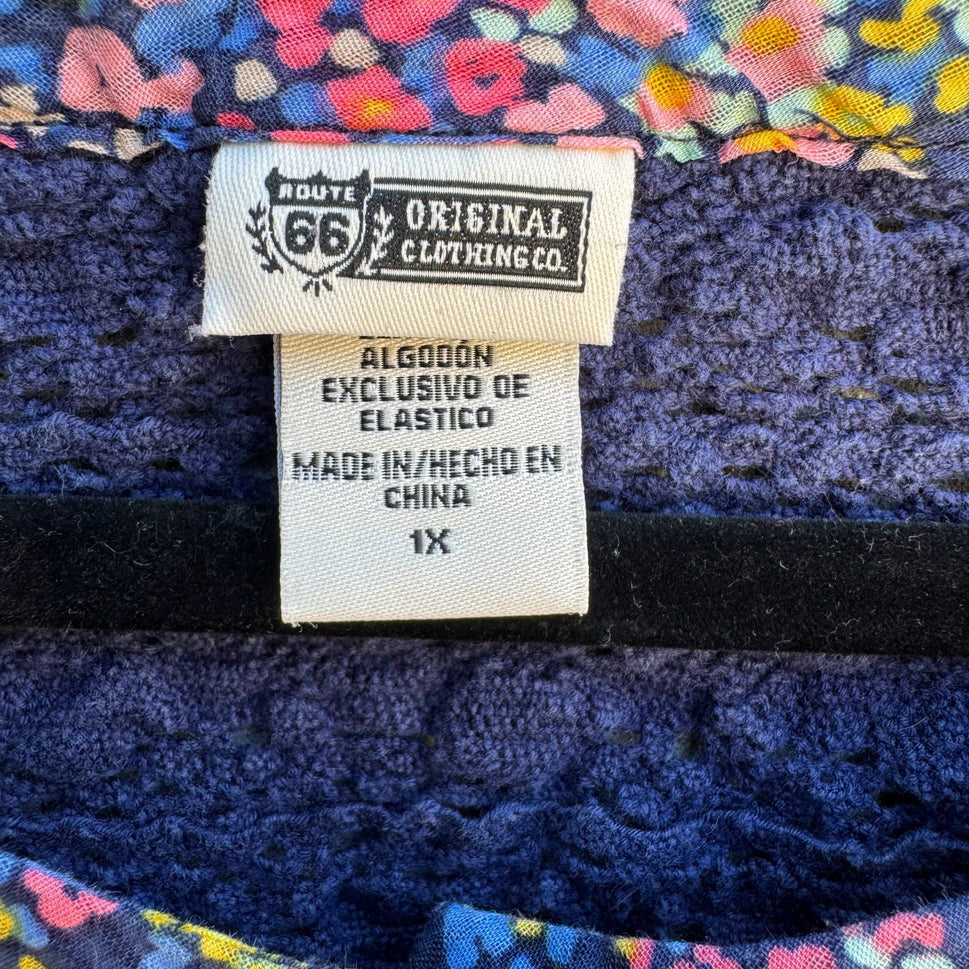 ROUTE
66
ORIGINAL
CLOTHING CO.
ALGODÓN
EXCLUSIVO DE
ELASTICO
MADE IN/HECHO EN
CHINA
1X